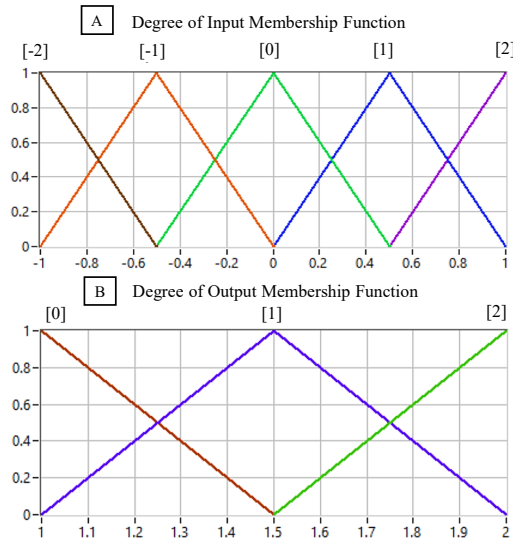 A Degree of Input Membership Function
[-2] [-1] [0] [1] [2]
1
0.8
0.6
0.4
0.2
0
-1 -0.8 -0.6 -0.4 -0.2 0 0.2 0.4 0.6 0.8 1
B Degree of Output Membership Function
[0] [1] [2]
1
0.8
0.6
0.4
0.2
0
1 1.1 1.2 1.3 1.4 1.5 1.6 1.7 1.8 1.9 2